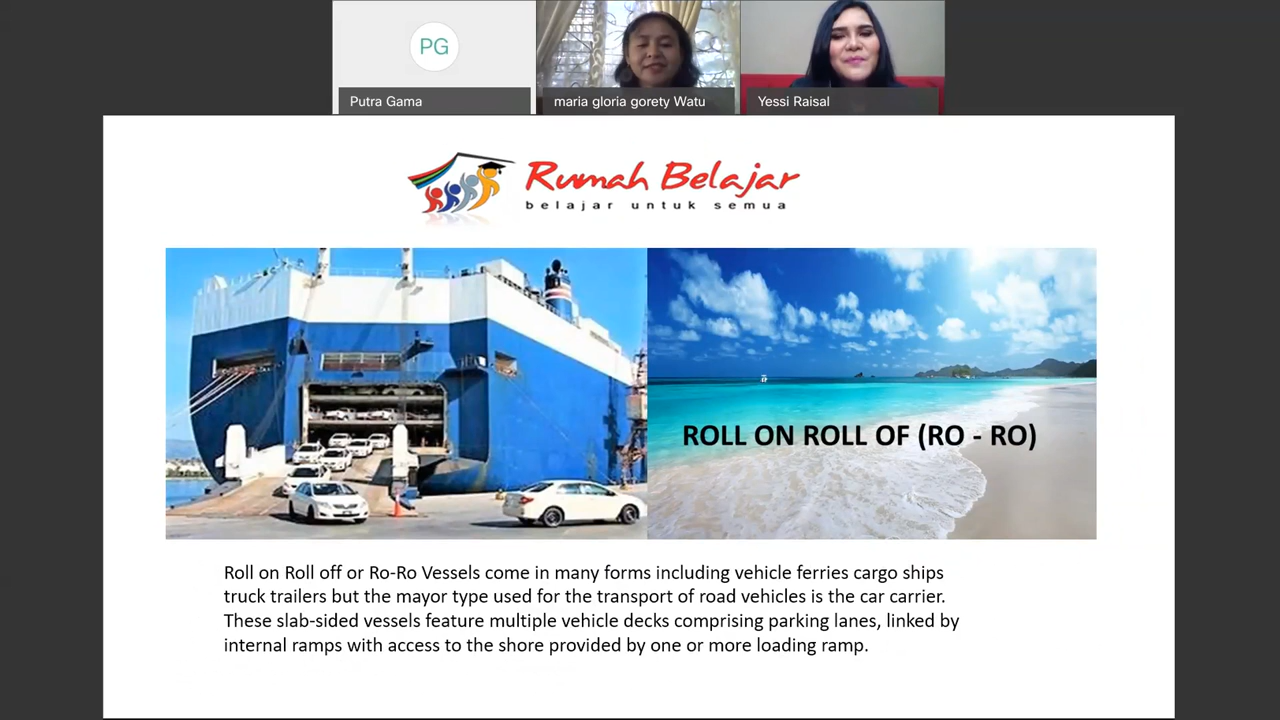 PG
Putra Gama
maria gloria gorety Watu
Yessi Raisal
Rumah Belajar
belajar untuk semua
ROLL ON ROLL OF (RO - RO)
Roll on Roll off or Ro-Ro Vessels come in many forms including vehicle ferries cargo ships
truck trailers but the mayor type used for the transport of road vehicles is the car carrier.
These slab-sided vessels feature multiple vehicle decks comprising parking lanes, linked by
internal ramps with access to the shore provided by one or more loading ramp.